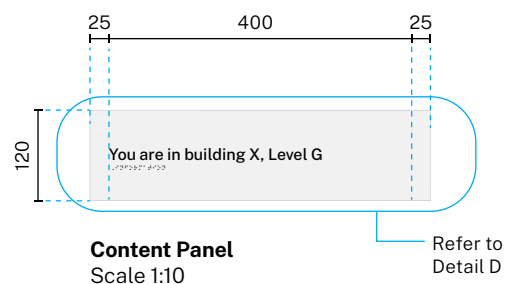 25 400 25
120
You are in building X, Level G
Content Panel
Scale 1:10
Refer to
Detail D